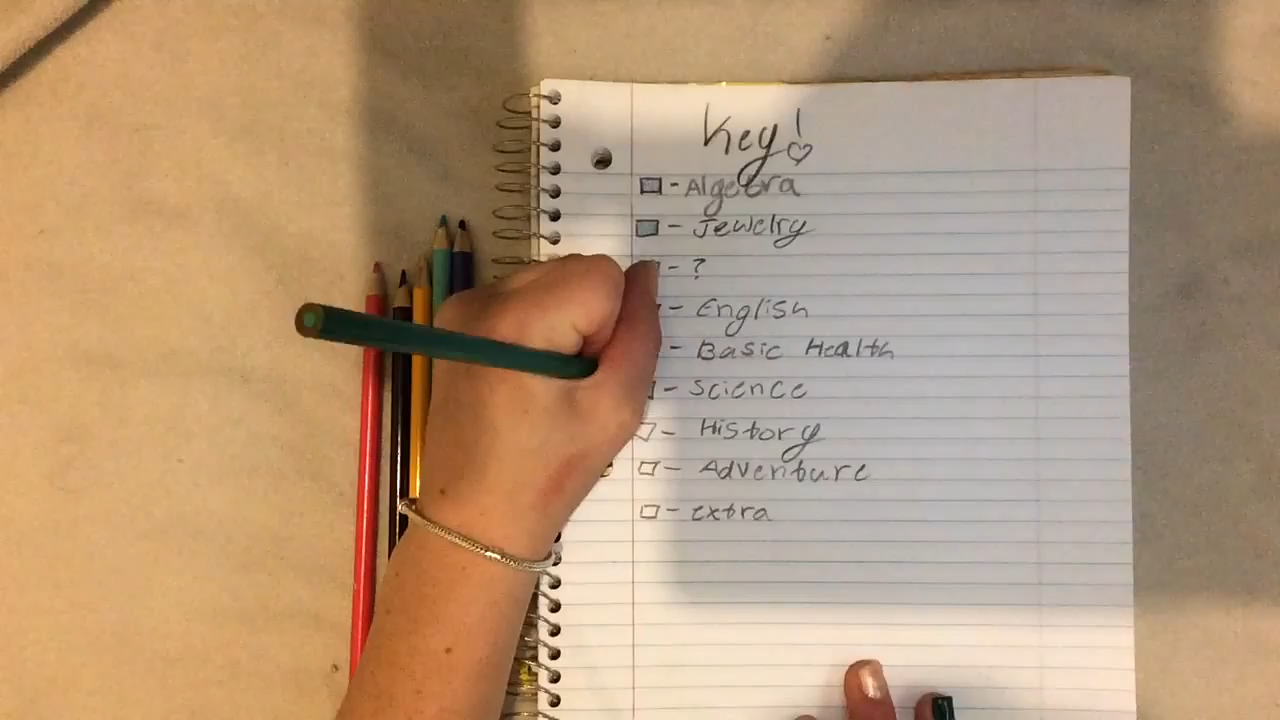 Key!
- Algebra
- Jewelry
- ?
- English
- Basic Health
- Science
- History
- Adventure
- extra